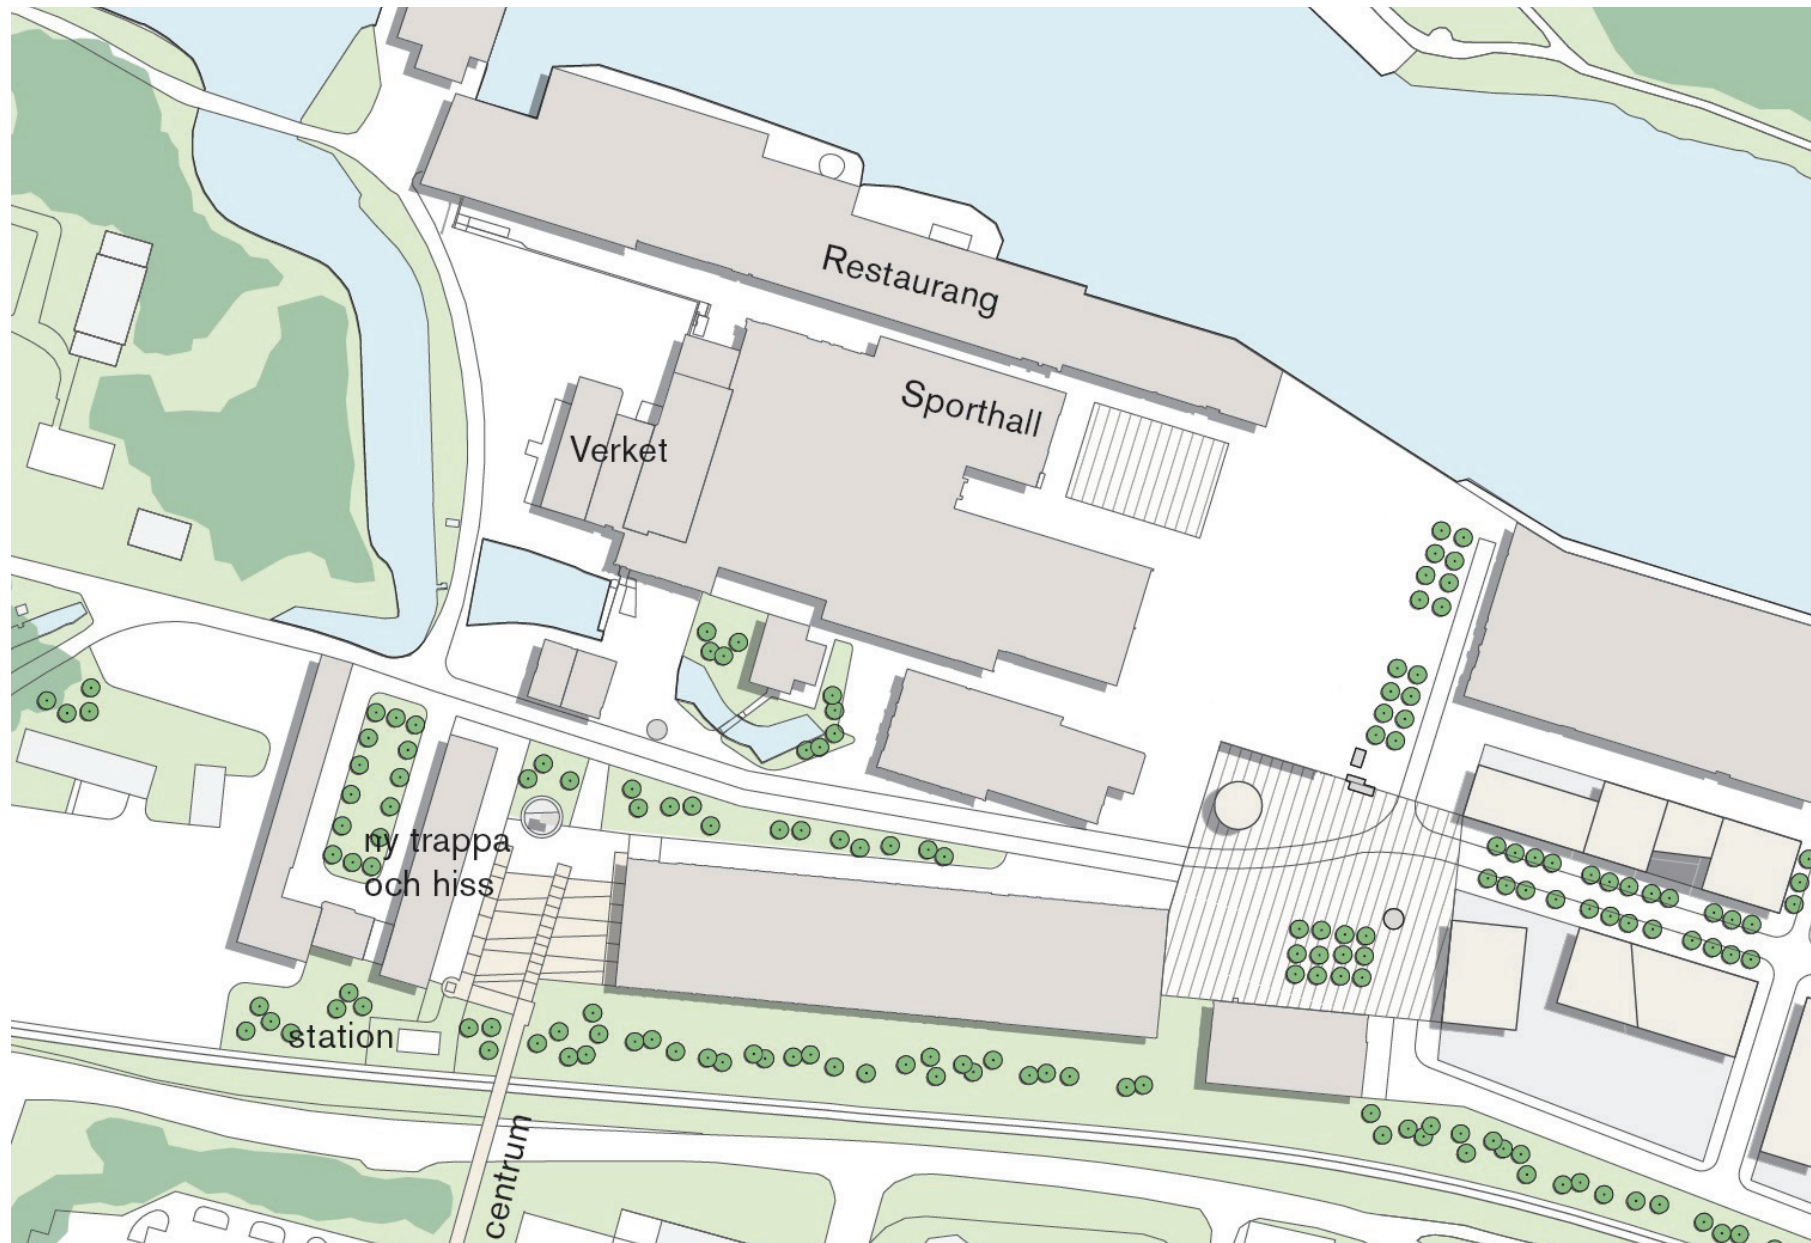 Restaurang
Sporthall
Verket
ny trappa
och hiss
station
centrum